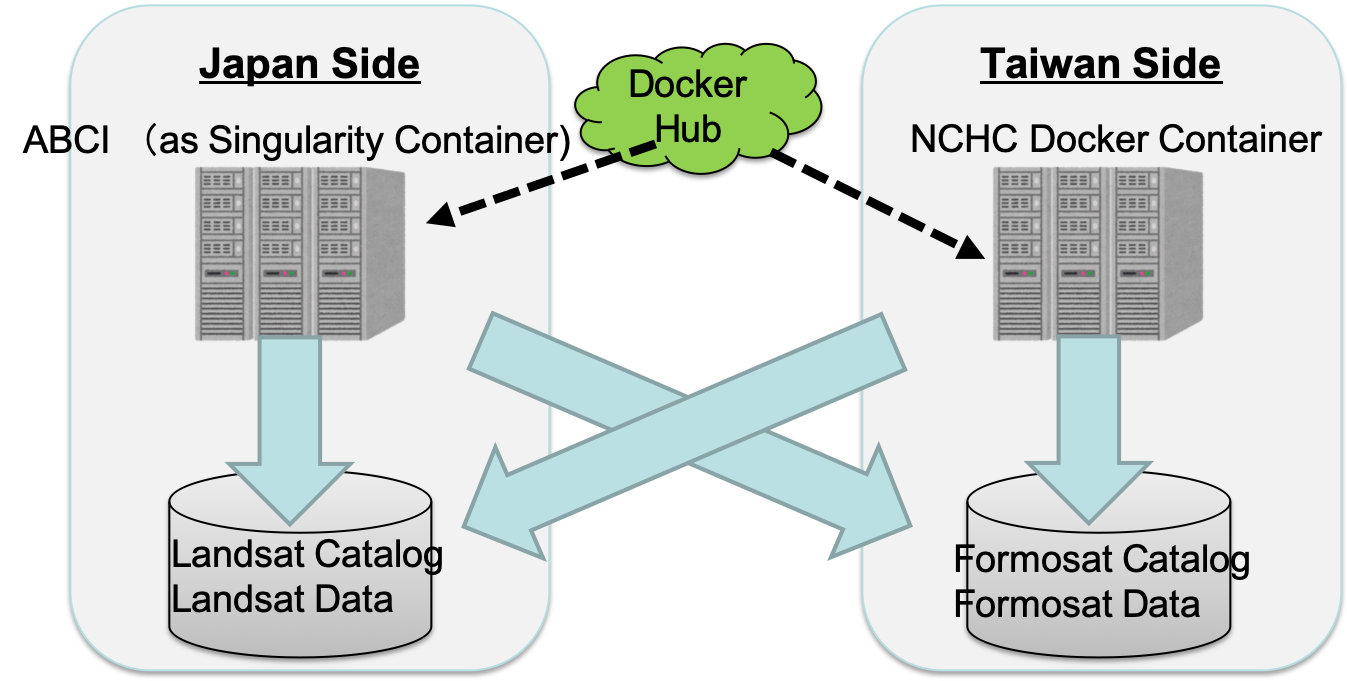 Japan Side
ABCI （as Singularity Container)
Docker
Hub
Taiwan Side
NCHC Docker Container
Landsat Catalog
Landsat Data
Formosat Catalog
Formosat Data